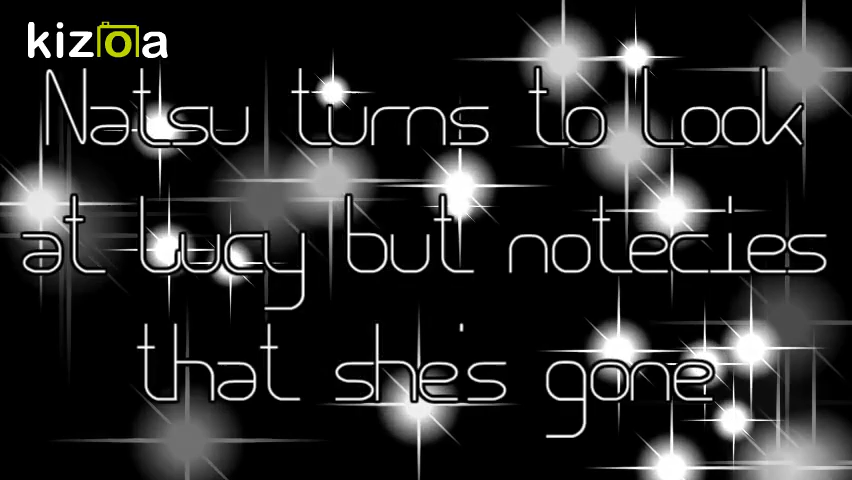 kizoa
Natsu turns to look
at Lucy but notecies
that she's gone